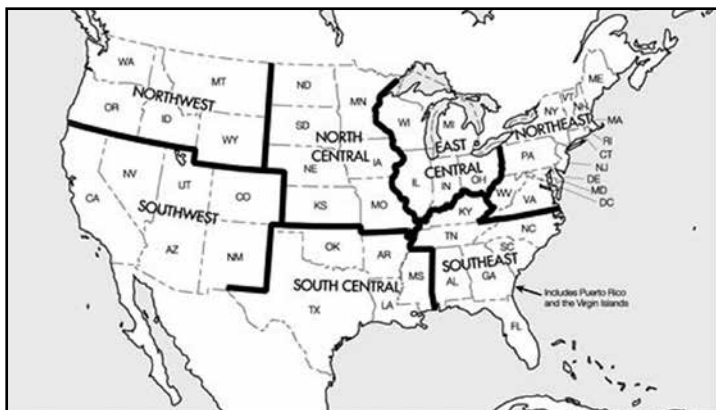 WA
MT
ND
MN
ME
NORTHWEST
OR
ID
WY
SD
WI
MI
NY
VT
NH
MA
NORTHEAST
RI
CT
NJ
DE
MD
DC
NORTH
CENTRAL
NE
IA
EAST
CENTRAL
IL
IN
OH
PA
WV
VA
NV
UT
CO
KS
MO
KY
CA
SOUTHWEST
AZ
NM
OK
AR
TN
NC
SC
SOUTHEAST
MS
AL
GA
SOUTH CENTRAL
TX
LA
FL
Includes Puerto Rico
and the Virgin Islands